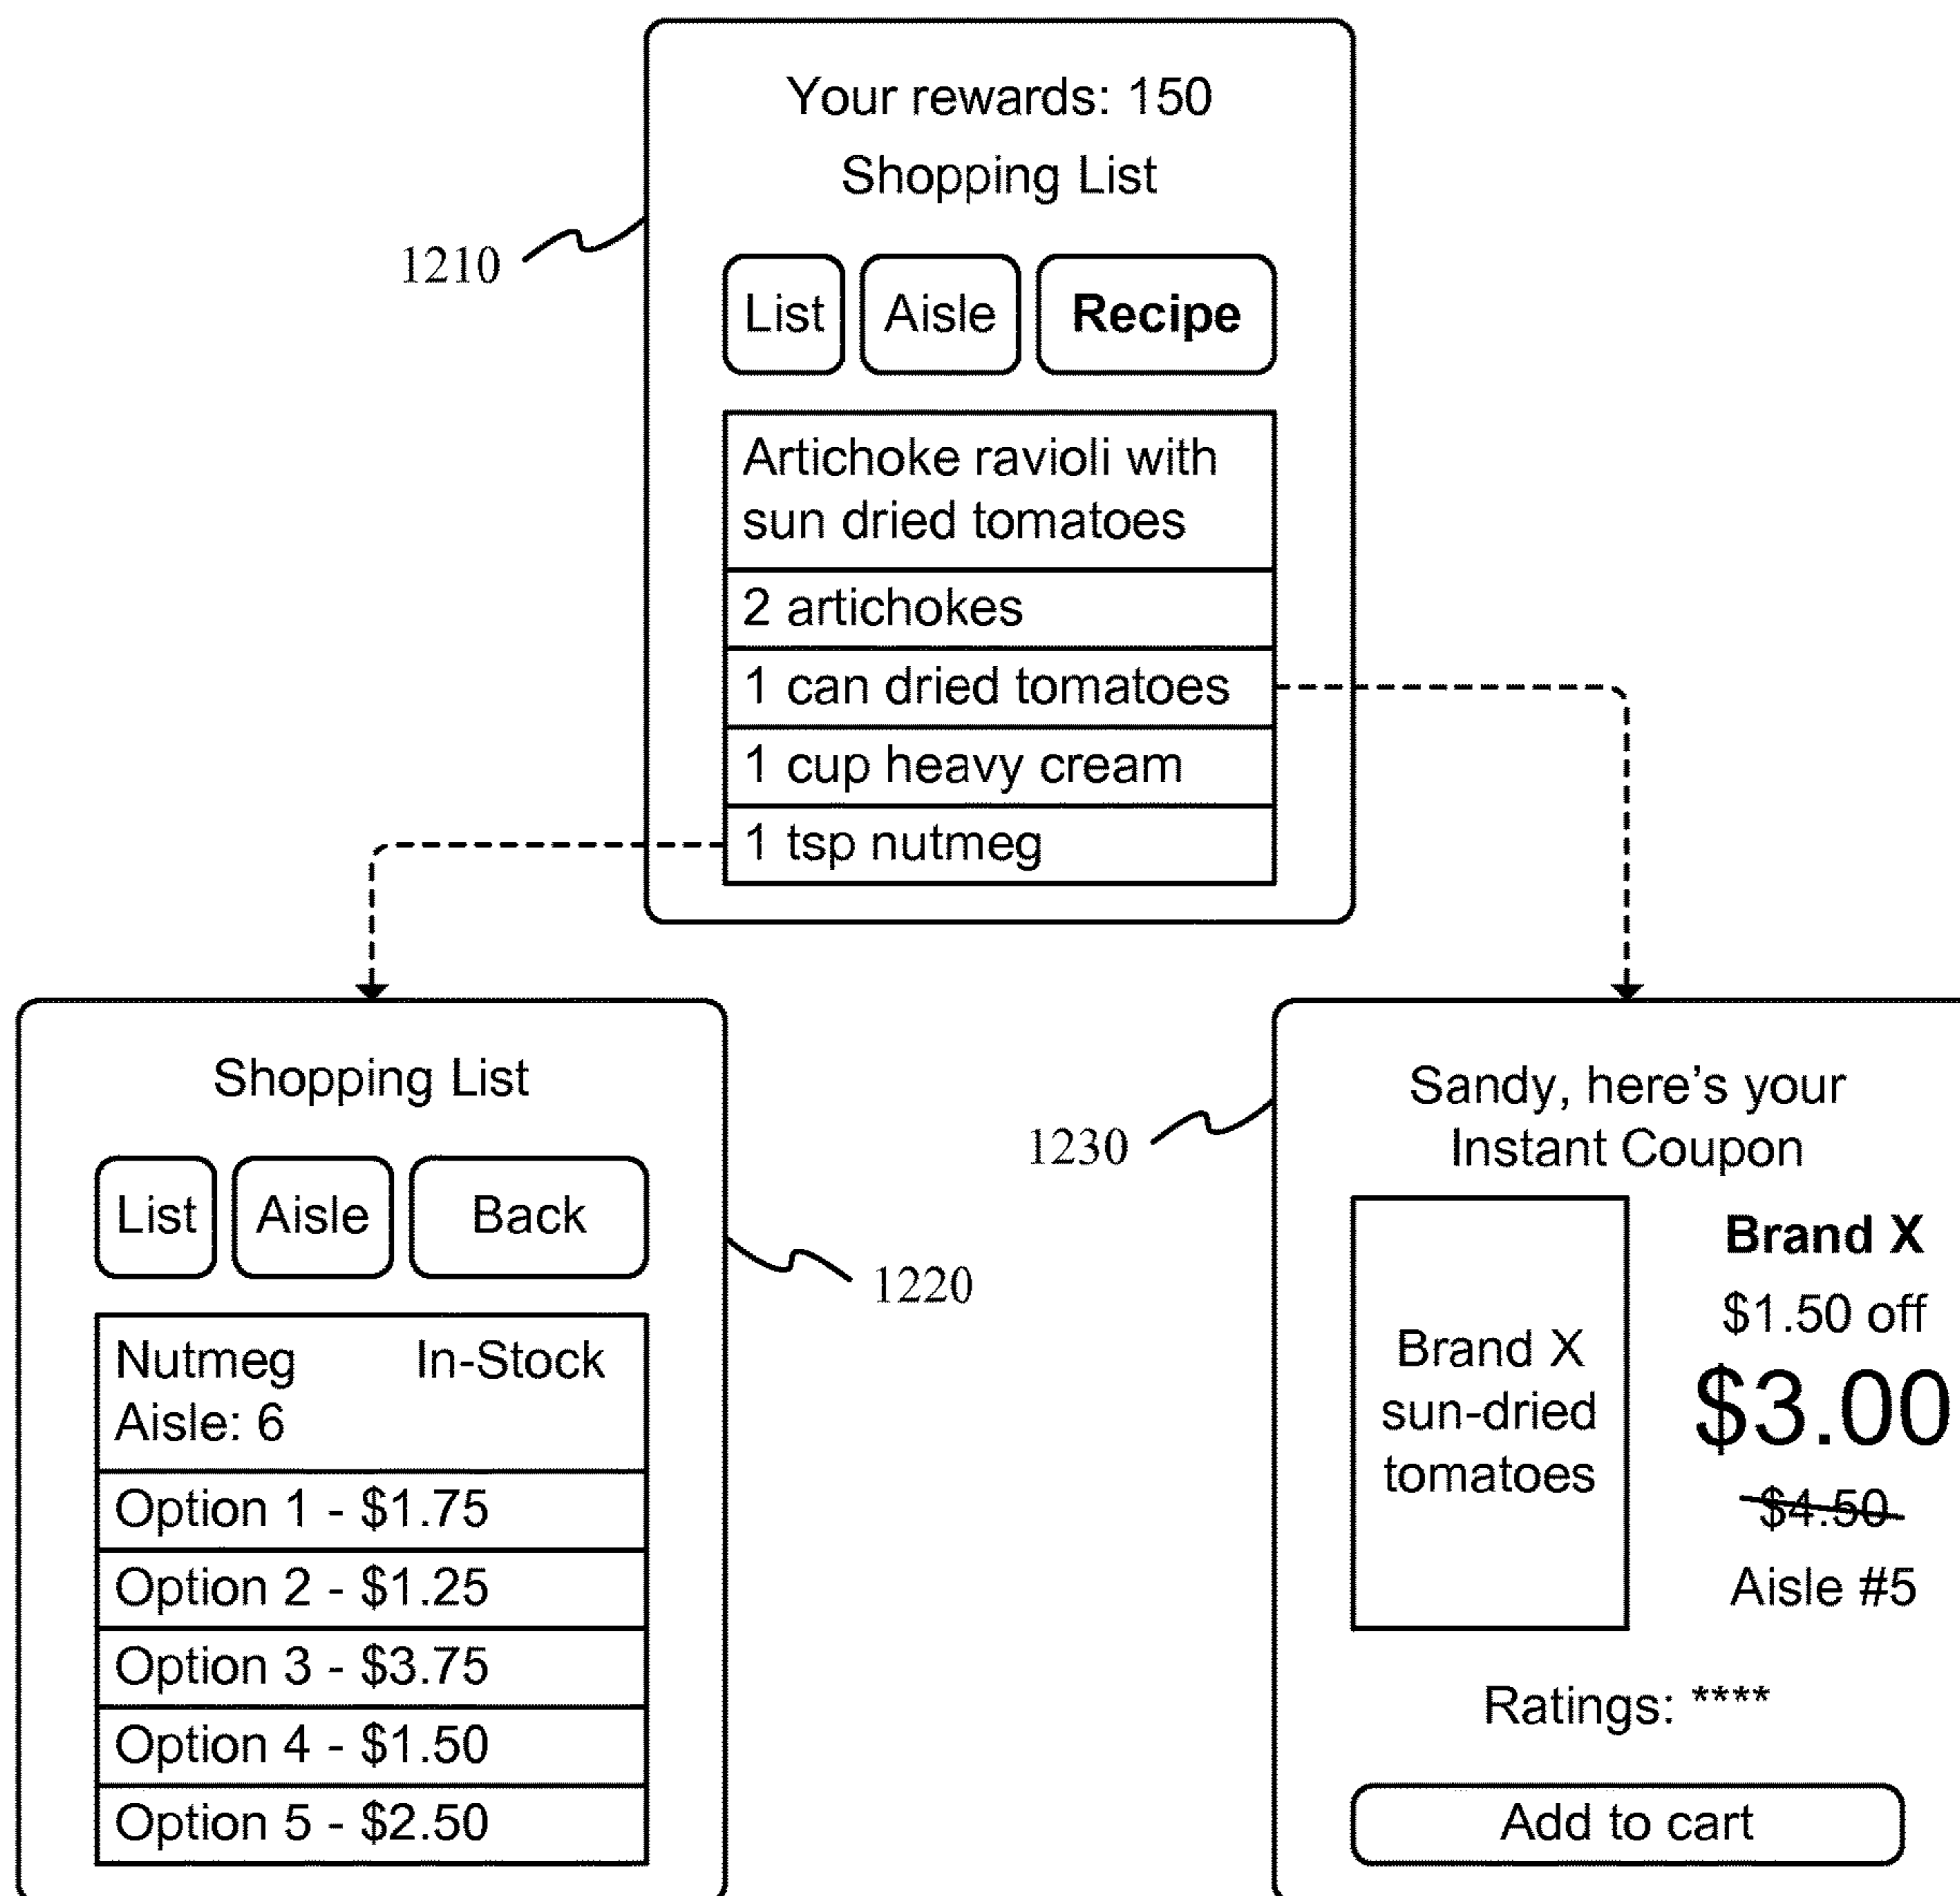 Your rewards: 150
Shopping List
1210
List Aisle Recipe
Artichoke ravioli with
sun dried tomatoes
2 artichokes
1 can dried tomatoes
1 cup heavy cream
1 tsp nutmeg
Shopping List
List Aisle Back
1220
Nutmeg In-Stock
Aisle: 6
Option 1 - $1.75
Option 2 - $1.25
Option 3 - $3.75
Option 4 - $1.50
Option 5 - $2.50
1230
Sandy, here's your
Instant Coupon
Brand X
sun-dried
tomatoes
Brand X
$1.50 off
$3.00
$4.50
Aisle #5
Ratings: ****
Add to cart